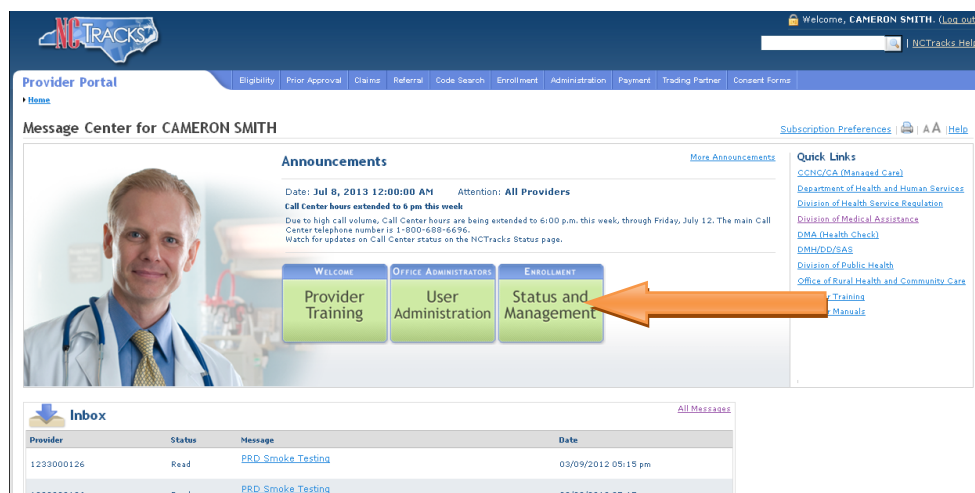 Welcome, CAMERON SMITH. (Log out
NCTRACKS
| NCTracks Help
Provider Portal
Eligibility Prior Approval Claims Referral Code Search Enrollment Administration Payment Trading Partner Consent Forms
Home
Message Center for CAMERON SMITH
Subscription Preferences | | A A | Help
Announcements
More Announcements
Date: Jul 8, 2013 12:00:00 AM Attention: All Providers
Call Center hours extended to 6 pm this week
Due to high call volume, Call Center hours are being extended to 6:00 p.m. this week, through Friday, July 12. The main Call
Center telephone number is 1-800-688-6696.
Watch for updates on Call Center status on the NCTracks Status page.
WELCOME
Provider
Training
OFFICE ADMINISTRATORS
User
Administration
ENROLLMENT
Status and
Management
Quick Links
CCNC/CA (Managed Care)
Department of Health and Human Services
Division of Health Service Regulation
Division of Medical Assistance
DMA (Health Check)
DMH/DD/SAS
Division of Public Health
Office of Rural Health and Community Care
Training
Manuals
Inbox
All Messages
Provider Status Message Date
1233000126 Read PRD Smoke Testing 03/09/2012 05:15 pm
PRD Smoke Testing